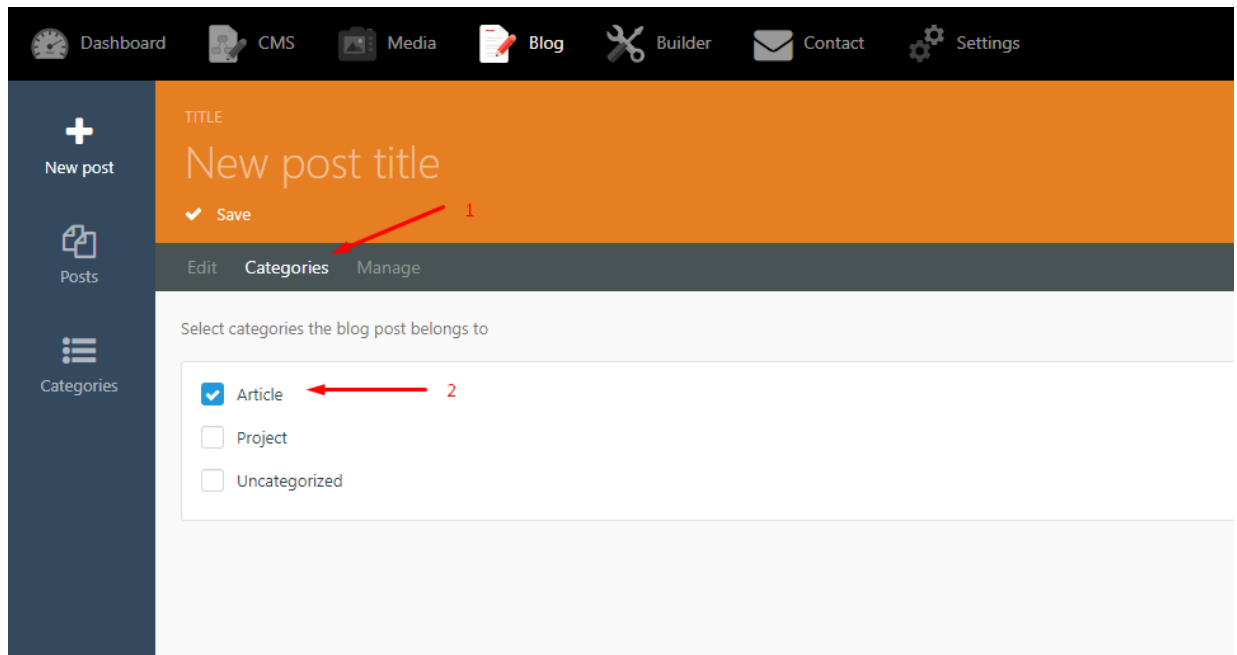 Dashboard CMS Media Blog Builder Contact Settings
New post
Posts
Categories
TITLE
New post title
Save
1
Edit Categories Manage
Select categories the blog post belongs to
Article
2
Project
Uncategorized